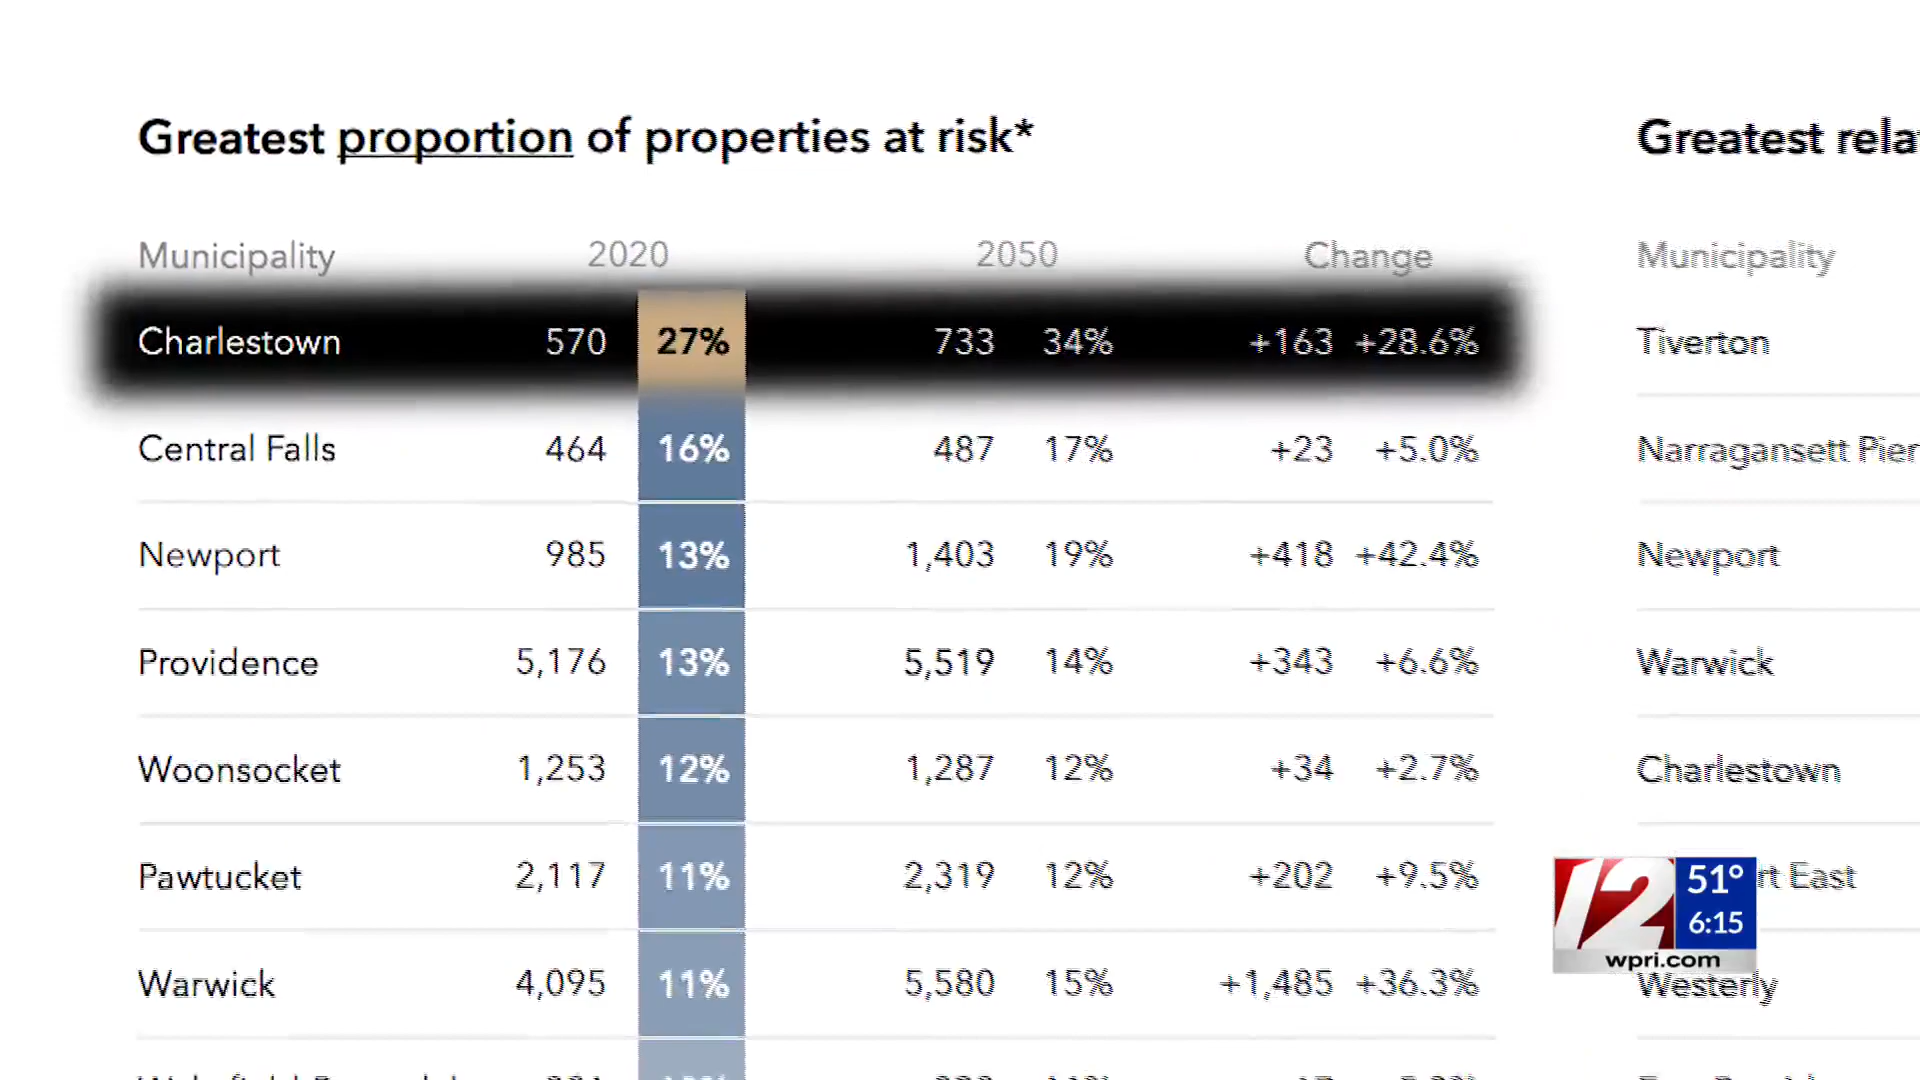 Greatest proportion of properties at risk*
Municipality 2020 2050 Change
Charlestown 570 27% 733 34% +163 +28.6%
Central Falls 464 16% 487 17% +23 +5.0%
Newport 985 13% 1,403 19% +418 +42.4%
Providence 5,176 13% 5,519 14% +343 +6.6%
Woonsocket 1,253 12% 1,287 12% +34 +2.7%
Pawtucket 2,117 11% 2,319 12% +202 +9.5%
Warwick 4,095 11% 5,580 15% +1,485 +36.3%
Greatest rela
Municipality
Tiverton
Narragansett Pier
Newport
Warwick
Charlestown
rt East
Westerly
12 51°
6:15
wpri.com